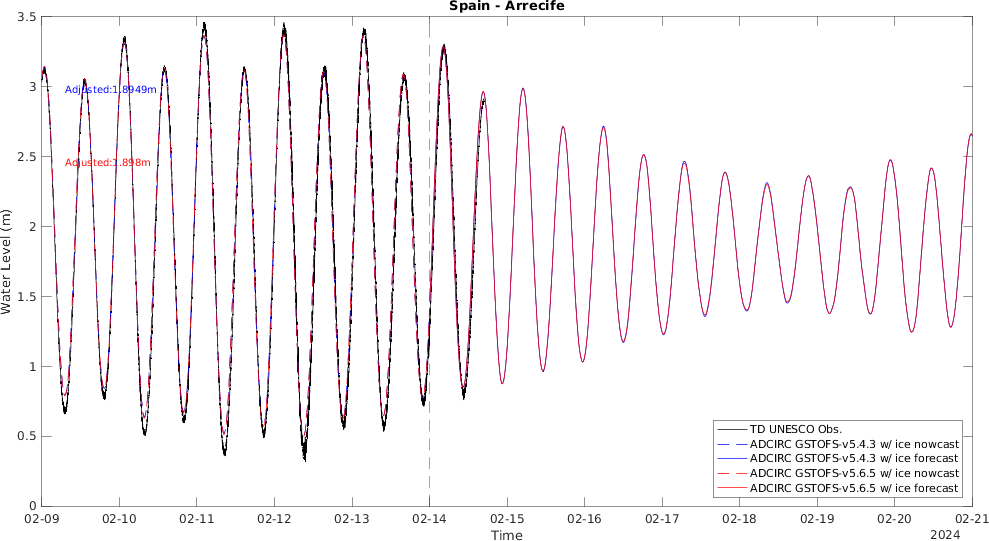 Spain - Arrecife
3.5
3
2.5
2
1.5
1
0.5
0
Water Level (m)
Adjusted:1.8949m
Adjusted:1.898m
TD UNESCO Obs.
ADCIRC GSTOFS-v5.4.3 w/ ice nowcast
ADCIRC GSTOFS-v5.4.3 w/ ice forecast
ADCIRC GSTOFS-v5.6.5 w/ ice nowcast
ADCIRC GSTOFS-v5.6.5 w/ ice forecast
02-09 02-10 02-11 02-12 02-13 02-14 02-15 02-16 02-17 02-18 02-19 02-20 02-21
Time
2024